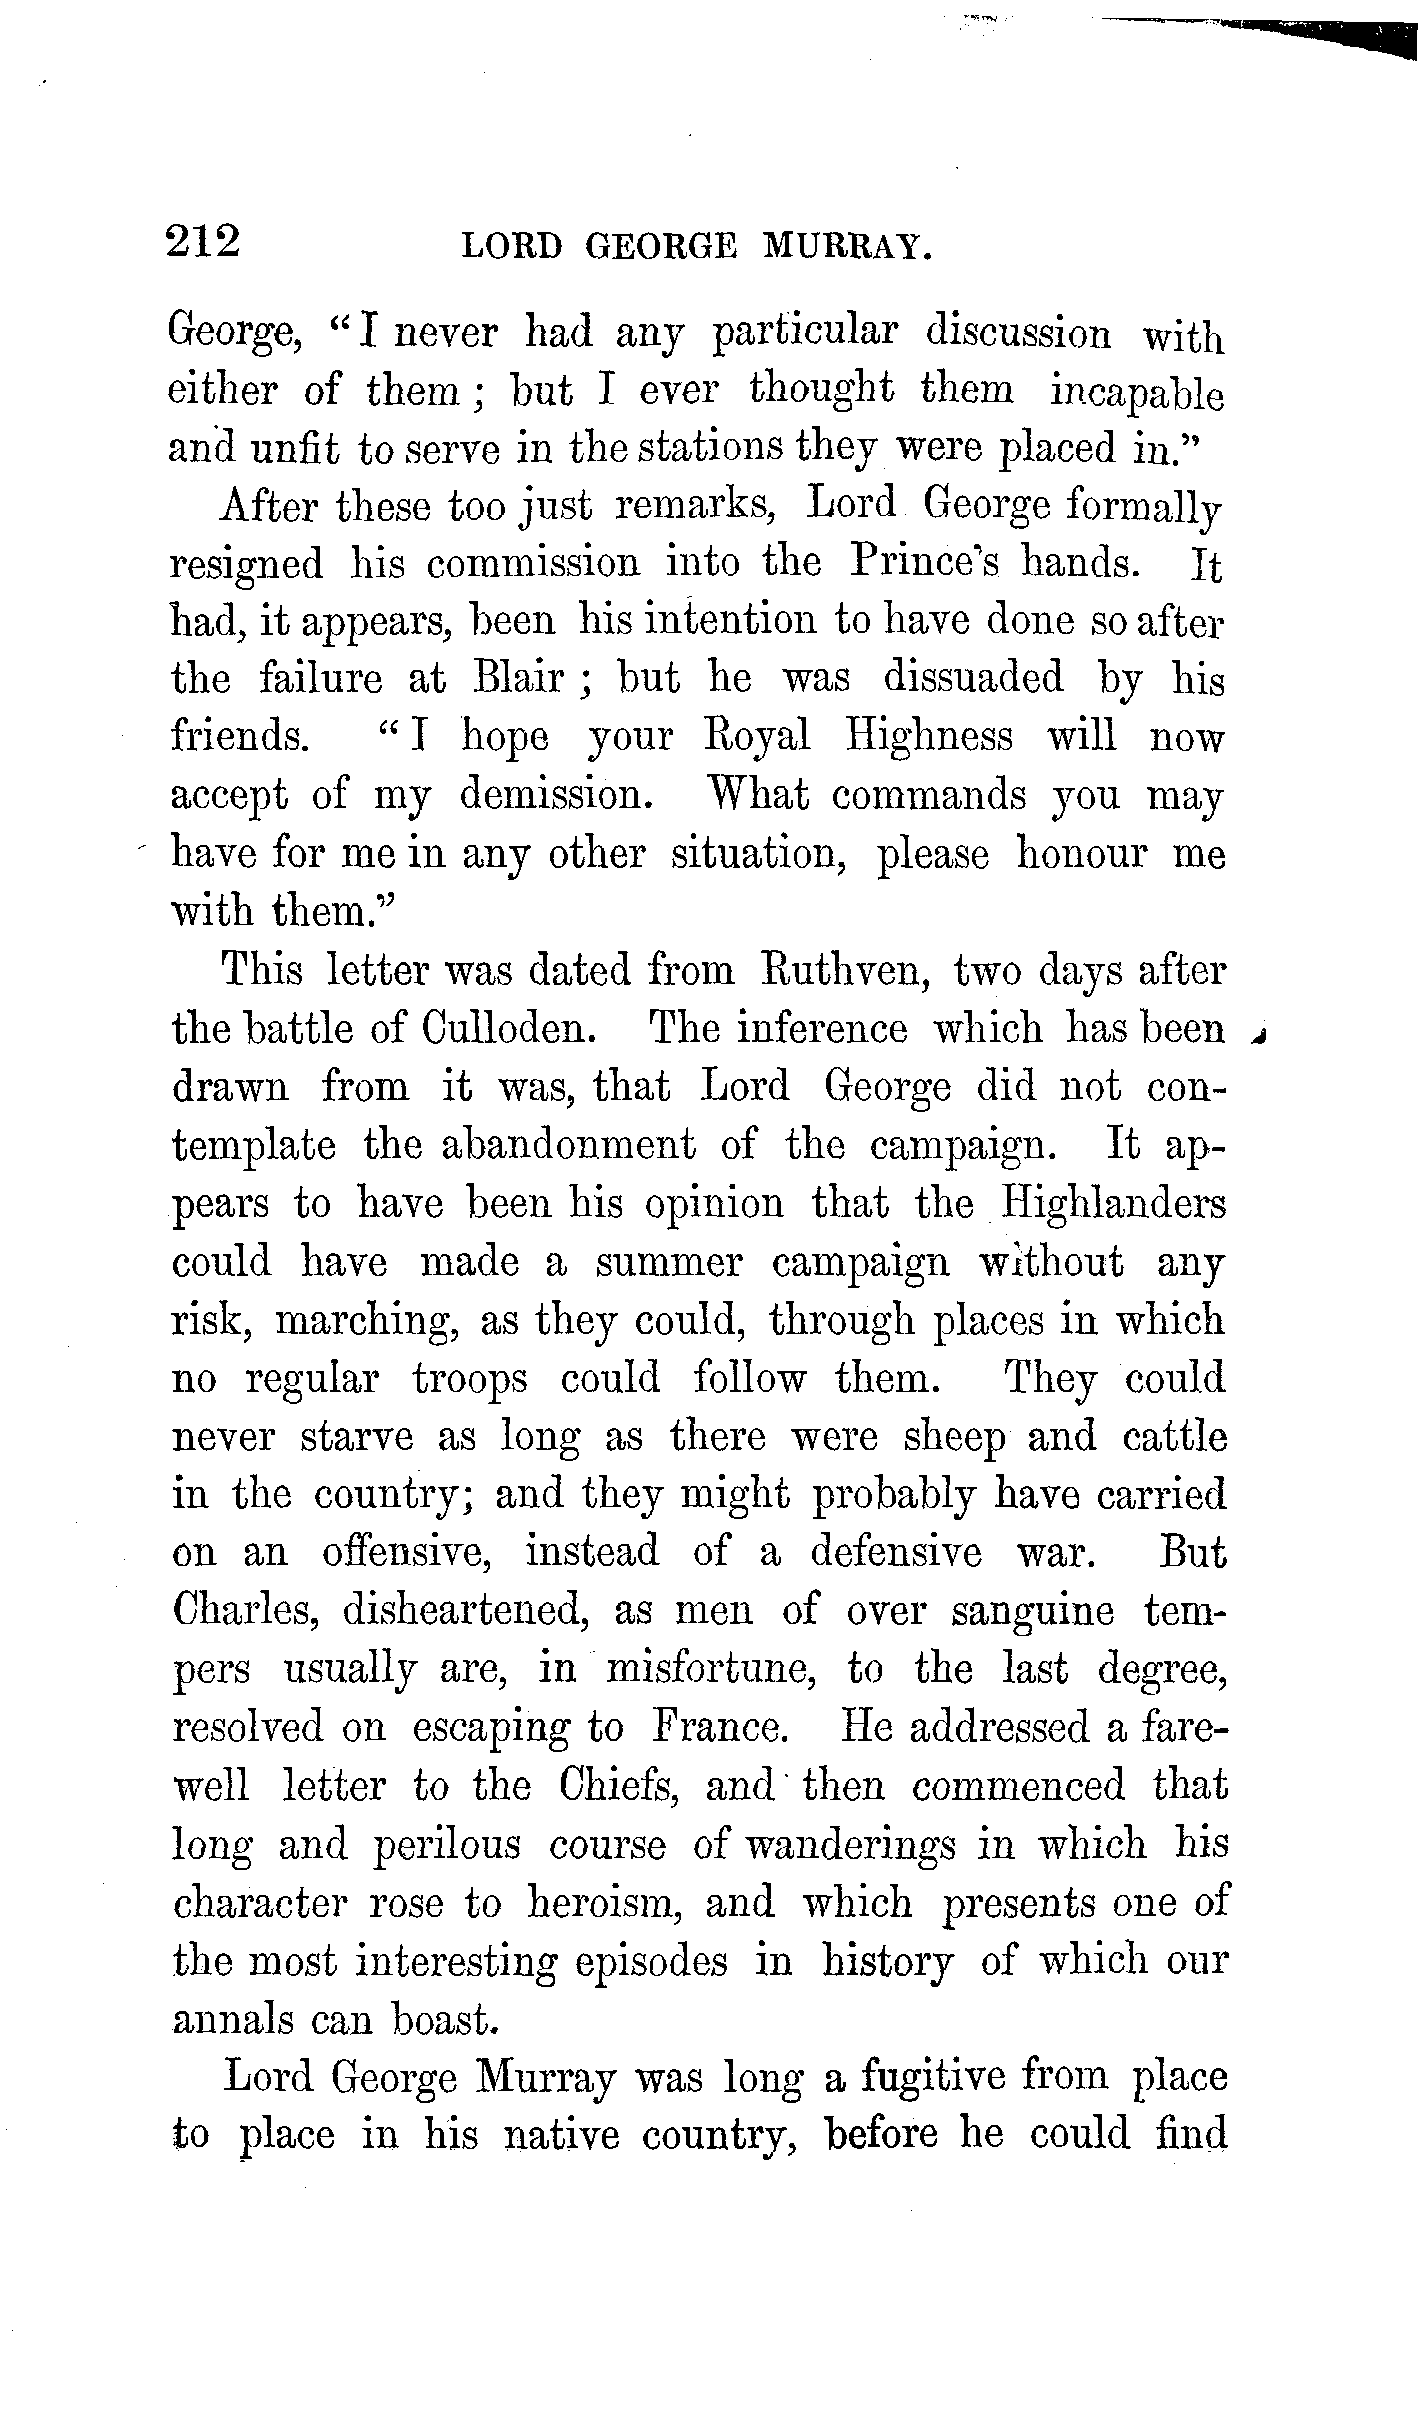 212 LORD GEORGE MURRAY.
George, "I never had any particular discussion with
either of them; but I ever thought them incapable
and unfit to serve in the stations they were placed in."
After these too just remarks, Lord George formally
resigned his commission into the Prince's hands. It
had, it appears, been his intention to have done so after
the failure at Blair; but he was dissuaded by his
friends. "I hope your Royal Highness will now
accept of my demission. What commands you may
have for me in any other situation, please honour me
with them."
This letter was dated from Ruthven, two days after
the battle of Culloden. The inference which has been
drawn from it was, that Lord George did not con-
template the abandonment of the campaign. It ap-
pears to have been his opinion that the Highlanders
could have made a summer campaign without any
risk, marching, as they could, through places in which
no regular troops could follow them. They could
never starve as long as there were sheep and cattle
in the country; and they might probably have carried
on an offensive, instead of a defensive war. But
Charles, disheartened, as men of over sanguine tem-
pers usually are, in misfortune, to the last degree,
resolved on escaping to France. He addressed a fare-
well letter to the Chiefs, and then commenced that
long and perilous course of wanderings in which his
character rose to heroism, and which presents one of
the most interesting episodes in history of which our
annals can boast.
Lord George Murray was long a fugitive from place
to place in his native country, before he could find